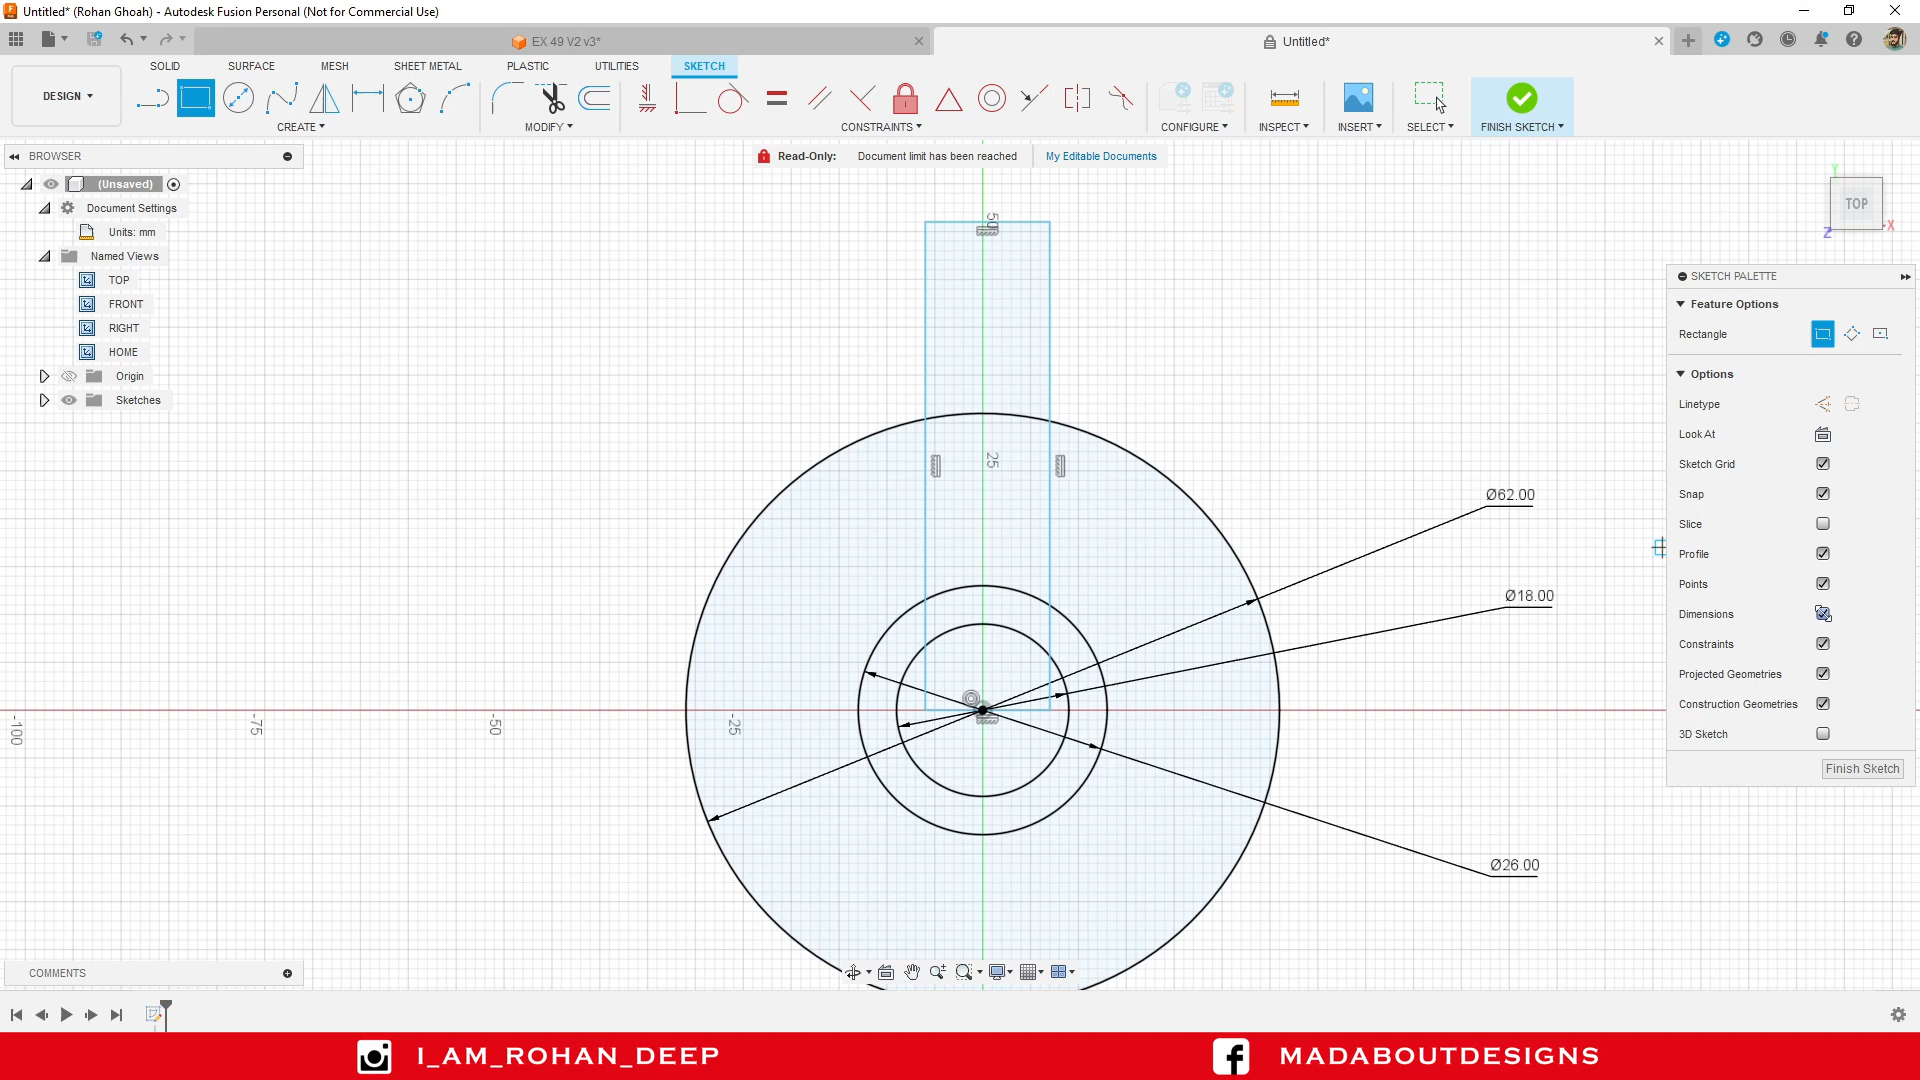 Untitled* (Rohan Ghoah) - Autodesk Fusion Personal (Not for Commercial Use)
EX 49 V2 v3*
Untitled*
SOLID SURFACE MESH SHEET METAL PLASTIC UTILITIES SKETCH
DESIGN
CREATE MODIFY CONSTRAINTS CONFIGURE INSPECT INSERT SELECT FINISH SKETCH
BROWSER
Read-Only: Document limit has been reached My Editable Documents
(Unsaved)
Document Settings
Units: mm
Named Views
TOP
FRONT
RIGHT
HOME
Origin
Sketches
Y
TOP
X
Z
50
25
-100
-75
-50
-25
Ø62.00
Ø18.00
Ø26.00
SKETCH PALETTE
Feature Options
Rectangle
Options
Linetype
Look At
Sketch Grid
Snap
Slice
Profile
Points
Dimensions
Constraints
Projected Geometries
Construction Geometries
3D Sketch
Finish Sketch
COMMENTS
I_AM_ROHAN_DEEP
MADABOUTDESIGNS